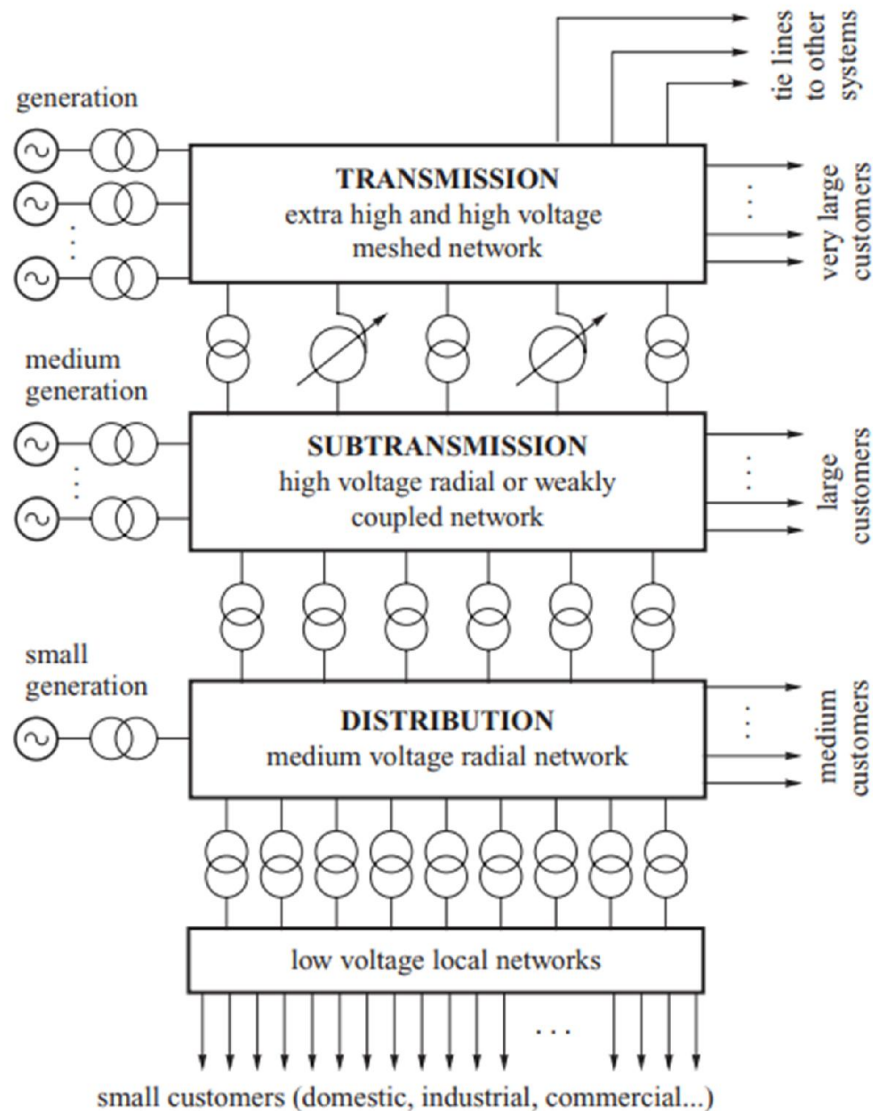 tie lines
to other
systems
generation
TRANSMISSION
extra high and high voltage
meshed network
very large
customers
medium
generation
SUBTRANSMISSION
high voltage radial or weakly
coupled network
large
customers
small
generation
DISTRIBUTION
medium voltage radial network
medium
customers
low voltage local networks
. . .
small customers (domestic, industrial, commercial...)